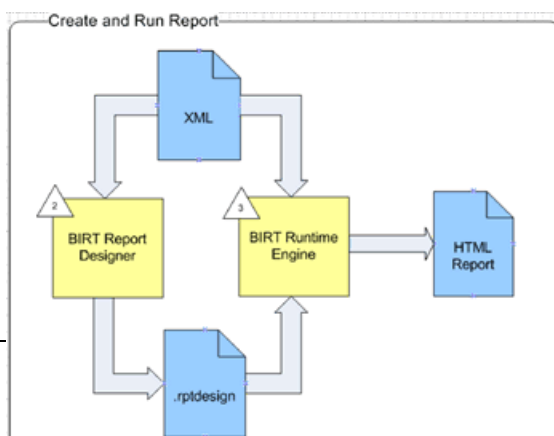 Create and Run Report
XML
2
BIRT Report
Designer
3
BIRT Runtime
Engine
HTML
Report
.rptdesign